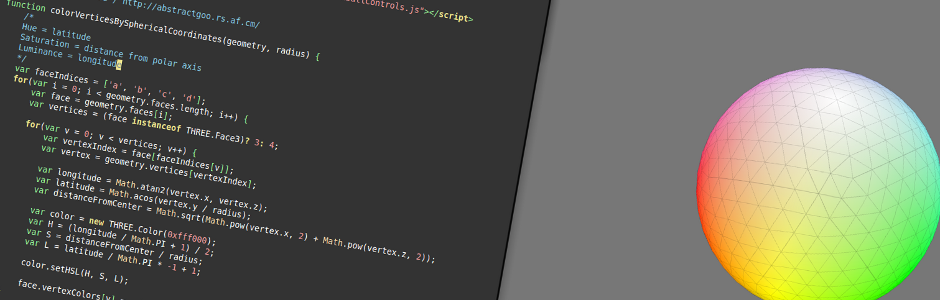 http://abstractgoo.rs.af.cm/
></script>
function colorVerticesBySphericalCoordinates(geometry, radius) {
/*
Hue = latitude
Saturation = distance from polar axis
Luminance = longitude
*/
var faceIndices = ['a', 'b', 'c', 'd'];
for(var i = 0; i < geometry.faces.length; i++) {
var face = geometry.faces[i];
var vertices = (face instanceof THREE.Face3)? 3: 4;
for(var v = 0; v < vertices; v++) {
var vertexIndex = face[faceIndices[v]];
var vertex = geometry.vertices[vertexIndex];
var longitude = Math.atan2(vertex.x, vertex.z);
var latitude = Math.acos(vertex.y / radius);
var distanceFromCenter = Math.sqrt(Math.pow(vertex.x, 2) + Math.pow(vertex.z, 2));
var color = new THREE.Color(0xfff000);
var H = (longitude / Math.PI + 1) / 2;
var S = distanceFromCenter / radius;
var L = latitude / Math.PI * -1 + 1;
color.setHSL(H, S, L);
face.vertexColors[v]